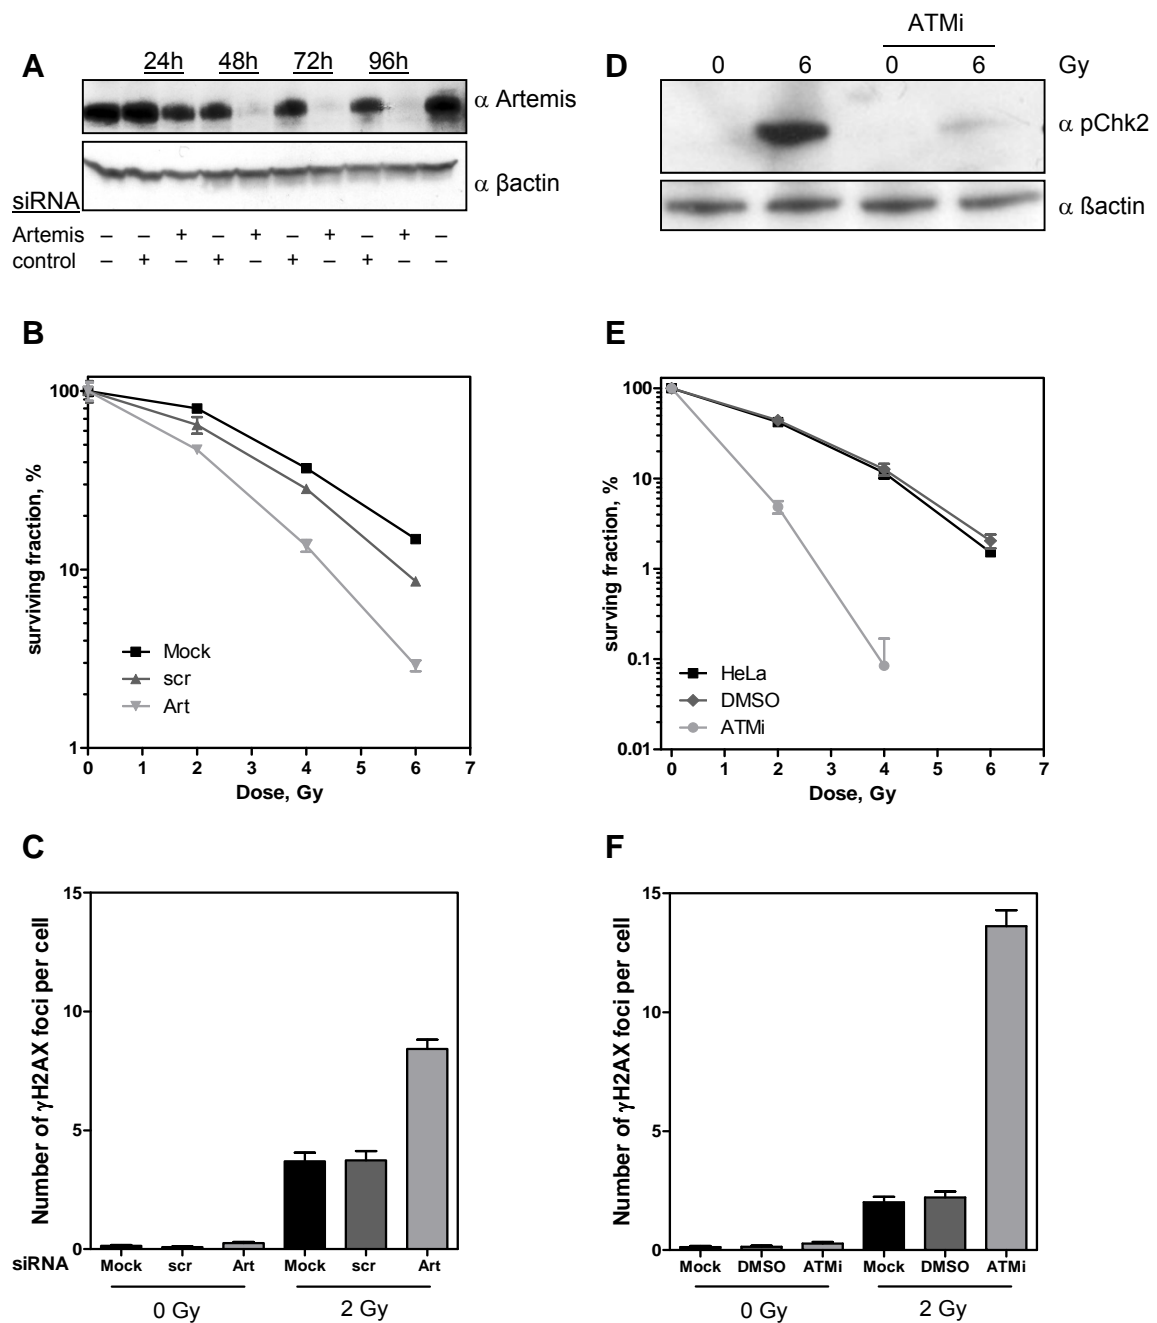 A
24h 48h 72h 96h
α Artemis
α βactin
siRNA
Artemis – – + – + – + – + –
control – + – + – + – + – –
D
ATMi
0 6 0 6 Gy
α pChk2
α ßactin
B
surviving fraction, %
100
10
1
0 1 2 3 4 5 6 7
Dose, Gy
Mock
scr
Art
E
surving fraction, %
100
10
1
0.1
0.01
0 1 2 3 4 5 6 7
Dose, Gy
HeLa
DMSO
ATMi
C
Number of γH2AX foci per cell
15
10
5
0
siRNA Mock scr Art Mock scr Art
0 Gy 2 Gy
F
Number of γH2AX foci per cell
15
10
5
0
Mock DMSO ATMi Mock DMSO ATMi
0 Gy 2 Gy